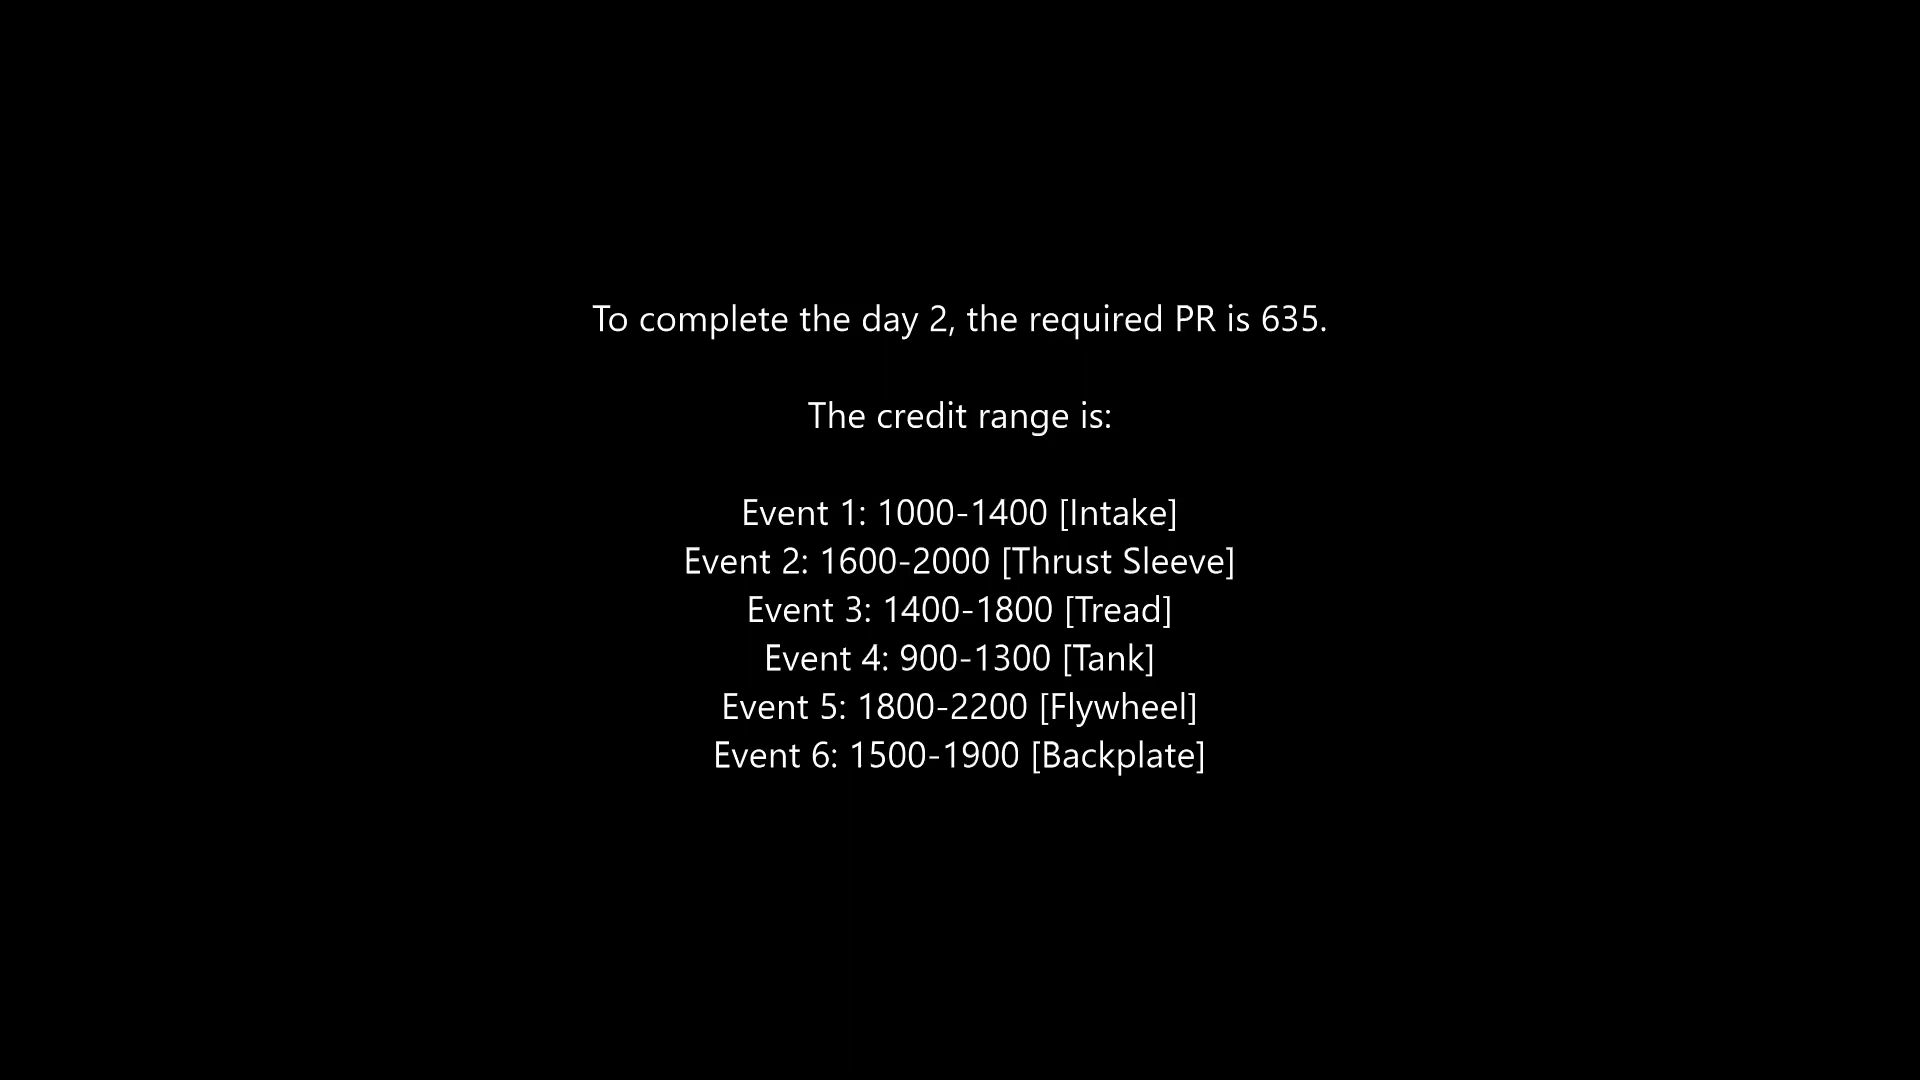 To complete the day 2, the required PR is 635.
The credit range is:
Event 1: 1000-1400 [Intake]
Event 2: 1600-2000 [Thrust Sleeve]
Event 3: 1400-1800 [Tread]
Event 4: 900-1300 [Tank]
Event 5: 1800-2200 [Flywheel]
Event 6: 1500-1900 [Backplate]